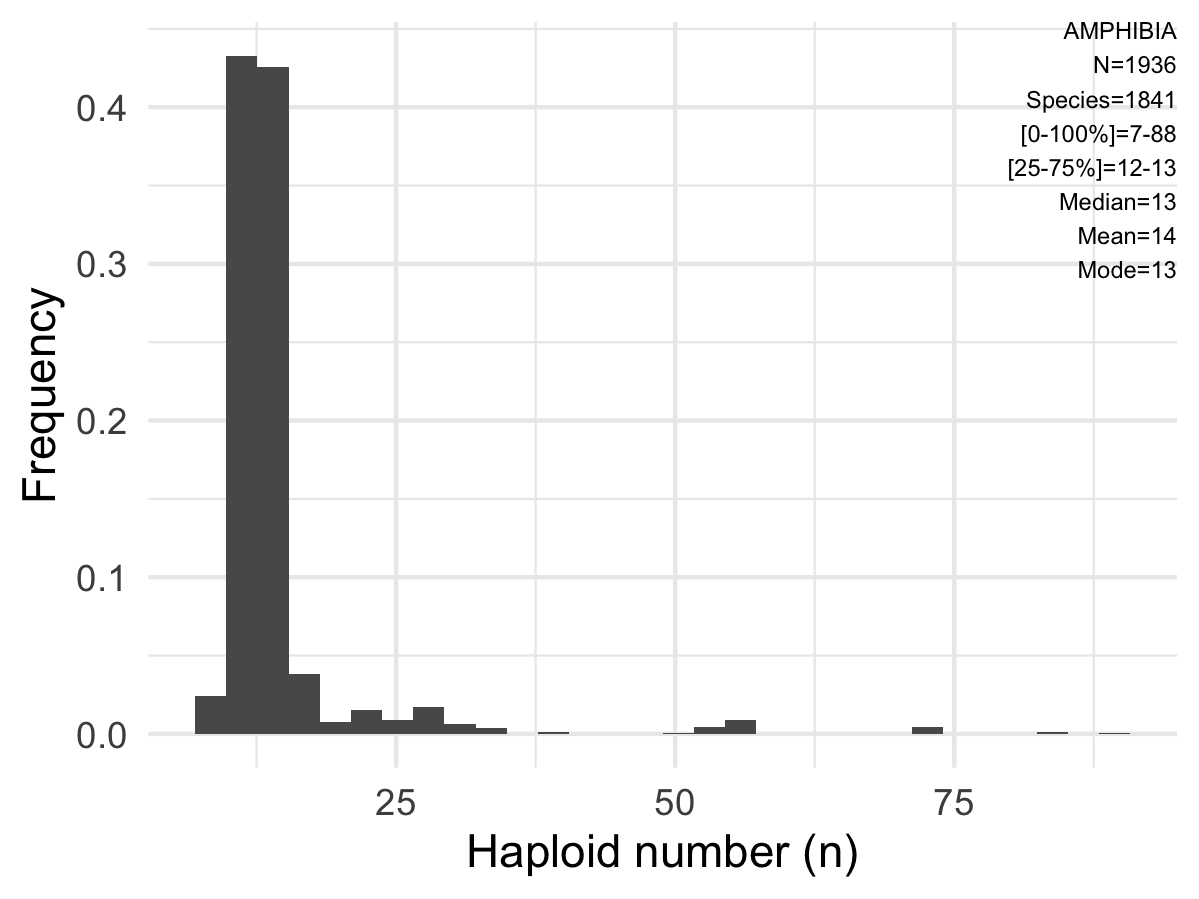 AMPHIBIA
N=1936
Species=1841
[0-100%]=7-88
[25-75%]=12-13
Median=13
Mean=14
Mode=13
Frequency
0.4
0.3
0.2
0.1
0.0
25 50 75
Haploid number (n)